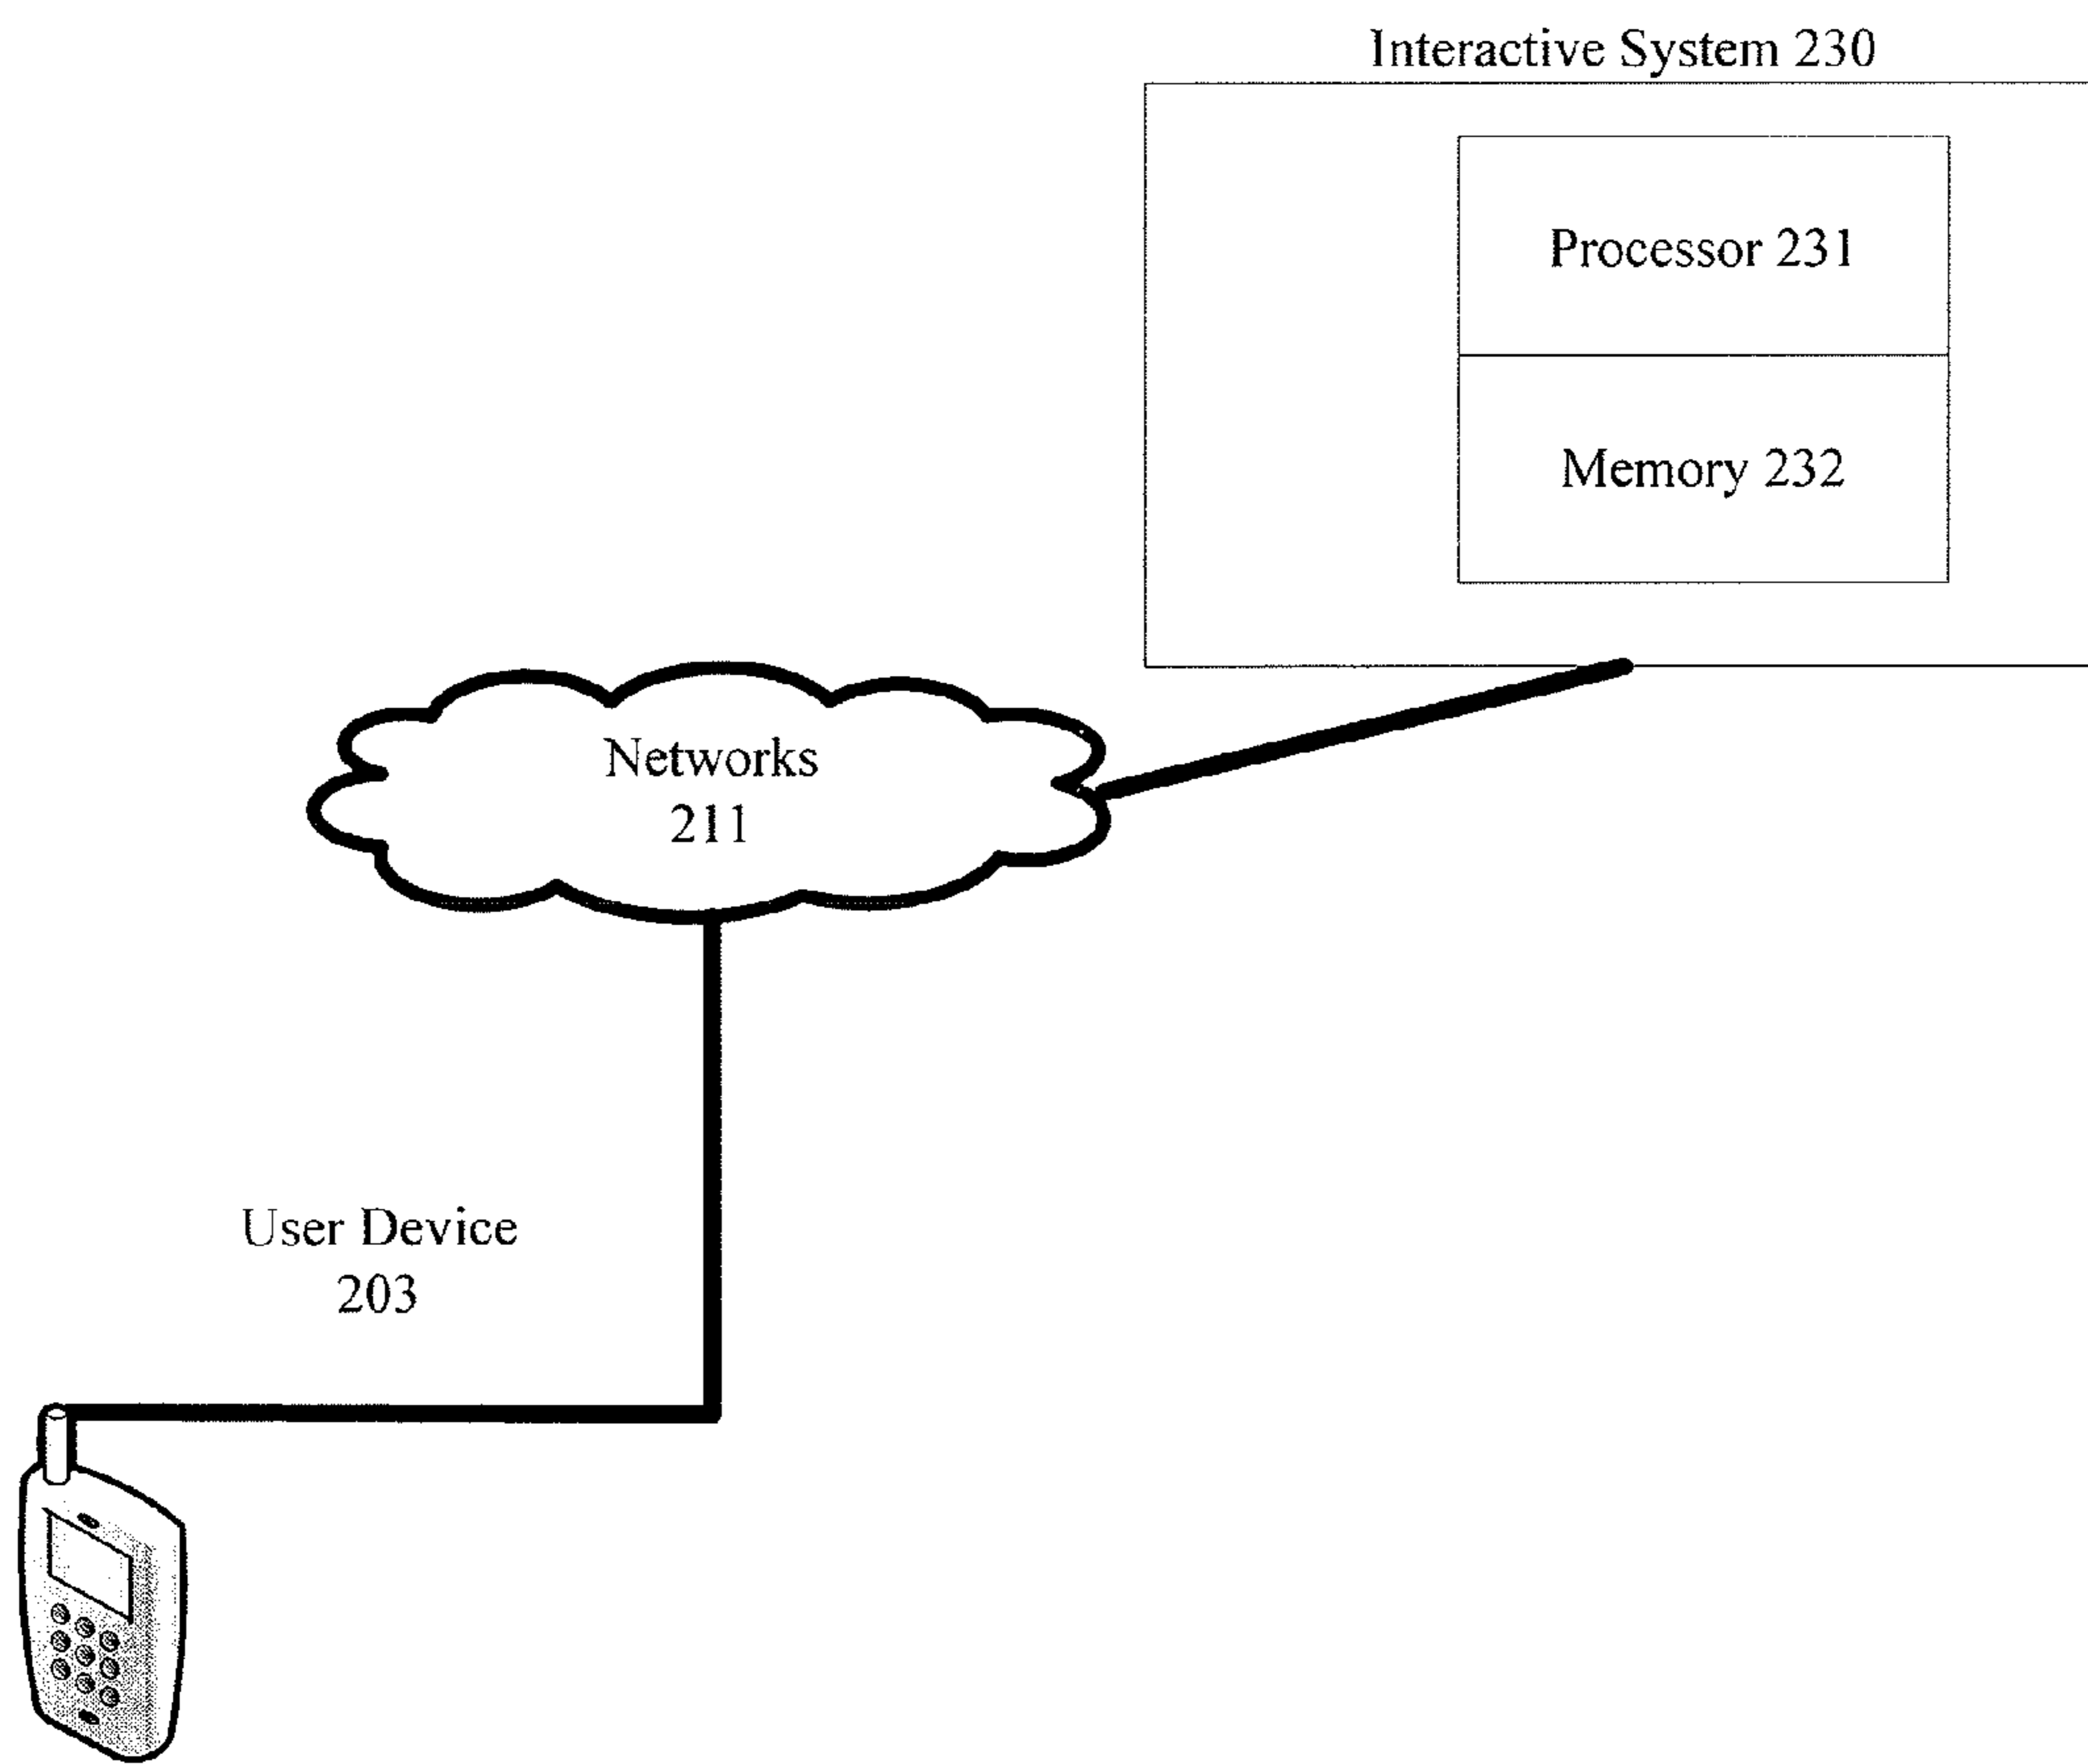 Interactive System 230
Processor 231
Memory 232
Networks
211
User Device
203